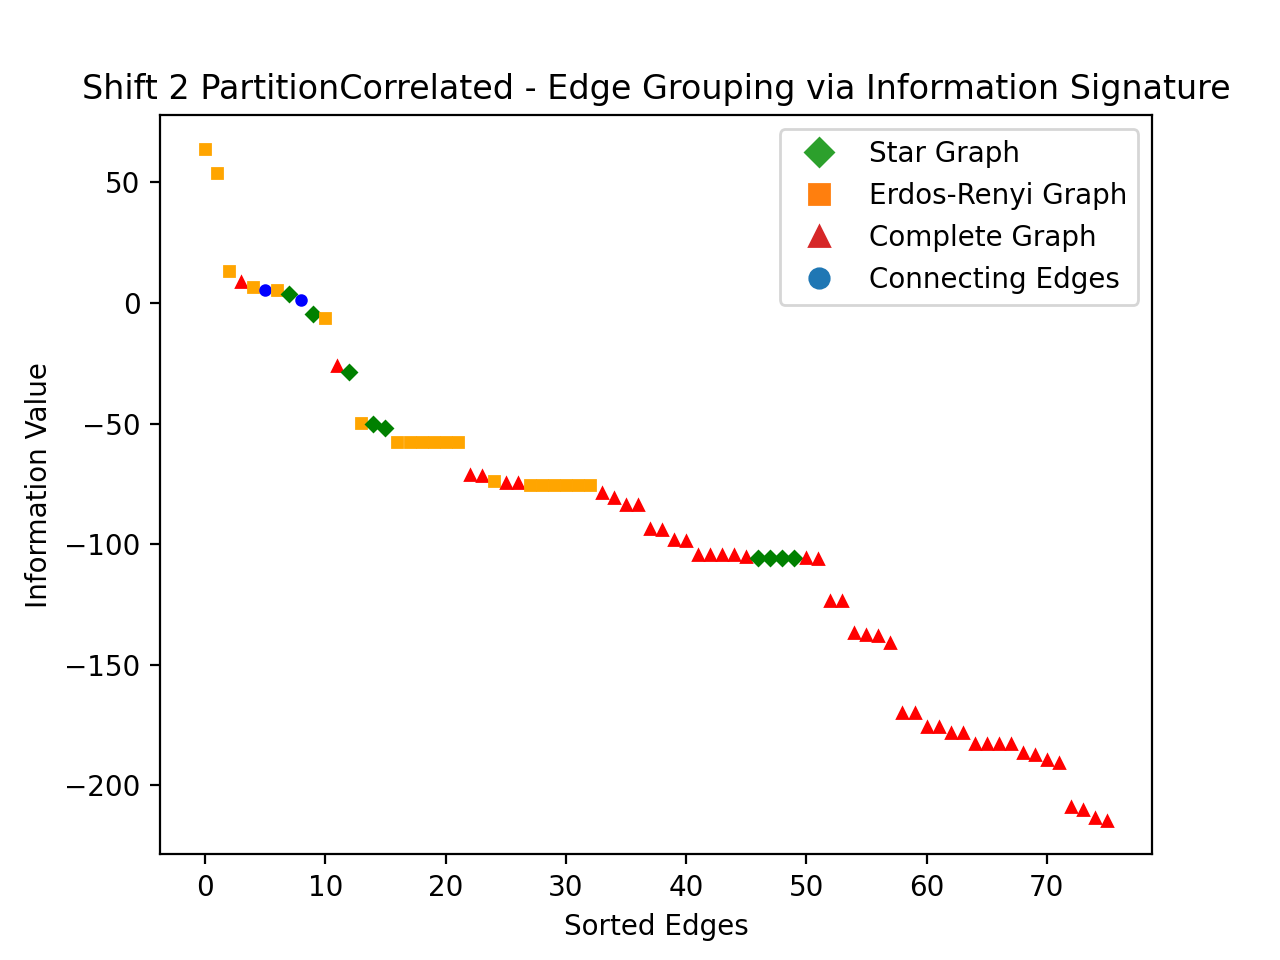 Shift 2 PartitionCorrelated - Edge Grouping via Information Signature
Star Graph
Erdos-Renyi Graph
Complete Graph
Connecting Edges
Information Value
50
0
−50
−100
−150
−200
0 10 20 30 40 50 60 70
Sorted Edges